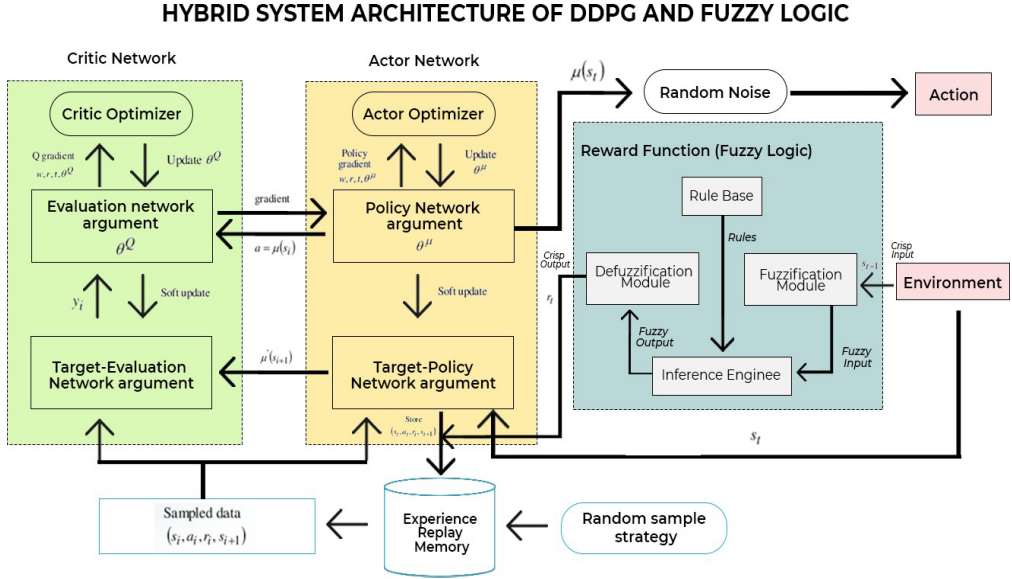 HYBRID SYSTEM ARCHITECTURE OF DDPG AND FUZZY LOGIC
Critic Network
Critic Optimizer
Q gradient
w,r,t,θ^Q
Update θ^Q
Evaluation network
argument
θ^Q
y_i
Soft update
Target-Evaluation
Network argument
gradient
a = μ(s_i)
μ'(s_{i+1})
Actor Network
Actor Optimizer
Policy
gradient
w,r,t,θ^μ
Update
θ^μ
Policy Network
argument
θ^μ
Soft update
Target-Policy
Network argument
Store
(s_t, a_t, r_t, s_{t+1})
μ(s_t)
Random Noise
Action
Reward Function (Fuzzy Logic)
Rule Base
Rules
Crisp
Output
r_t
Defuzzification
Module
Fuzzification
Module
s_{t-1}
Crisp
Input
Environment
Fuzzy
Output
Fuzzy
Input
Inference Enginee
s_t
Sampled data
(s_i, a_i, r_i, s_{i+1})
Experience
Replay
Memory
Random sample
strategy